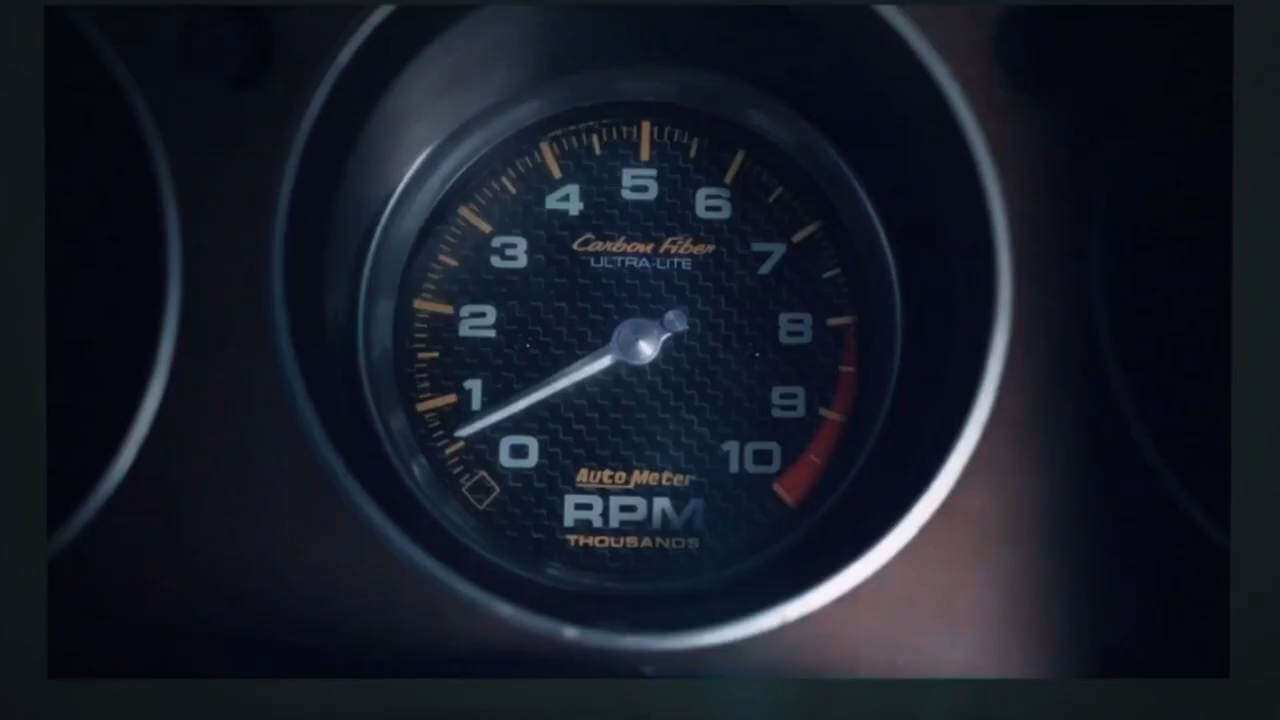 5
4
6
3
7
Carbon Fiber
ULTRA-LITE
2
8
1
9
0
10
Auto Meter
RPM
THOUSANDS